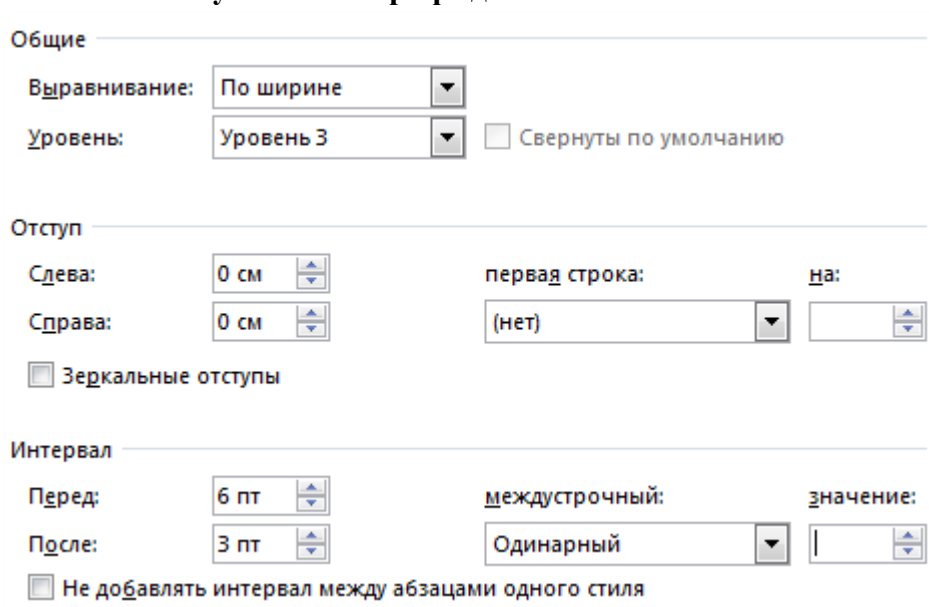 Общие
Выравнивание: По ширине
Уровень: Уровень 3 Свернуты по умолчанию
Отступ
Слева: 0 см первая строка: на:
Справа: 0 см (нет)
Зеркальные отступы
Интервал
Перед: 6 пт междустрочный: значение:
После: 3 пт Одинарный
Не добавлять интервал между абзацами одного стиля